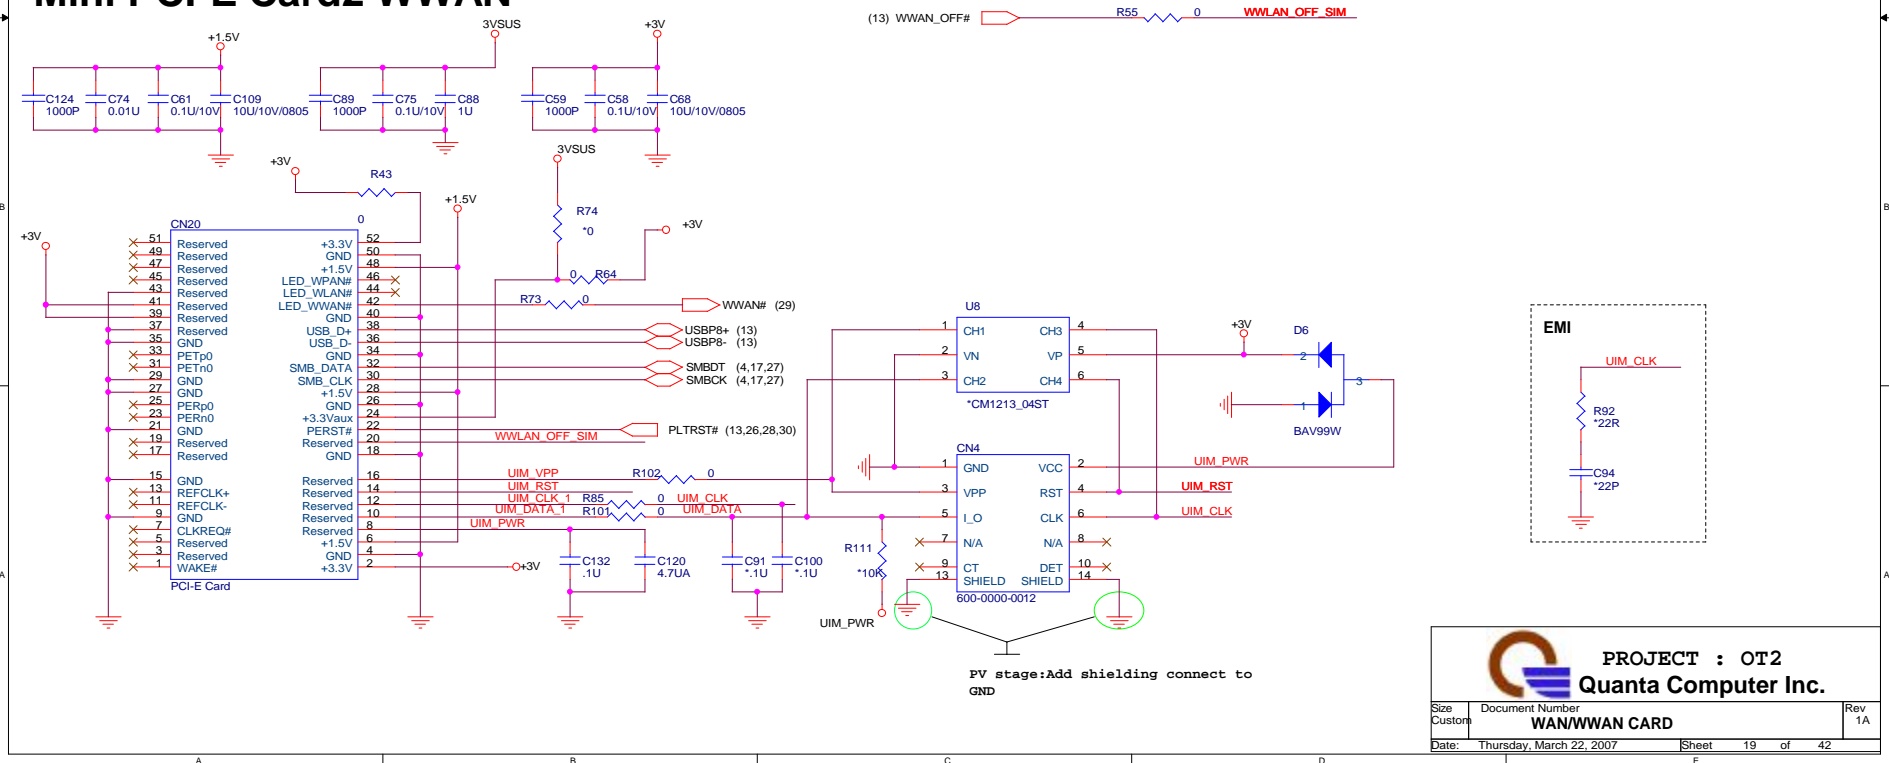 Mini PCI-E Card2 WWAN
(13) WWAN_OFF# R55 0 WWLAN_OFF_SIM
+1.5V 3VSUS +3V
C124 C74 C61 C109 C89 C75 C88 C59 C58 C68
1000P 0.01U 0.1U/10V 10U/10V/0805 1000P 0.1U/10V 1U 1000P 0.1U/10V 10U/10V/0805
+3V R43 0
+1.5V
3VSUS
R74
*0
+3V
0 R64
+3V
CN20
51 Reserved +3.3V 52
49 Reserved GND 50
47 Reserved +1.5V 48
45 Reserved LED_WPAN# 46
43 Reserved LED_WLAN# 44
41 Reserved LED_WWAN# 42 R73 0 WWAN# (29)
39 Reserved GND 40
37 Reserved USB_D+ 38 USBP8+ (13)
35 GND USB_D- 36 USBP8- (13)
33 PETp0 GND 34
31 PETn0 SMB_DATA 32 SMBDT (4,17,27)
29 GND SMB_CLK 30 SMBCK (4,17,27)
27 GND +1.5V 28
25 PERp0 GND 26
23 PERn0 +3.3Vaux 24
21 GND PERST# 22 PLTRST# (13,26,28,30)
19 Reserved Reserved 20 WWLAN_OFF_SIM
17 Reserved GND 18
15 GND Reserved 16 UIM_VPP R102 0
13 REFCLK+ Reserved 14 UIM_RST
11 REFCLK- Reserved 12 UIM_CLK_1 R85 0 UIM_CLK
9 GND Reserved 10 UIM_DATA_1 R101 0 UIM_DATA
7 CLKREQ# Reserved 8 UIM_PWR
5 Reserved +1.5V 6
3 Reserved GND 4
1 WAKE# +3.3V 2 +3V
PCI-E Card
C132 C120 C91 C100
.1U 4.7UA *.1U *.1U
R111
*10K
UIM_PWR
U8
1 CH1 CH3 4
2 VN VP 5
3 CH2 CH4 6
*CM1213_04ST
+3V D6
2
3
1
BAV99W
CN4
1 GND VCC 2 UIM_PWR
3 VPP RST 4 UIM_RST
5 I_O CLK 6 UIM_CLK
7 N/A N/A 8
9 CT DET 10
13 SHIELD SHIELD 14
600-0000-0012
PV stage:Add shielding connect to
GND
EMI
UIM_CLK
R92
*22R
C94
*22P
PROJECT : OT2
Quanta Computer Inc.
Size Document Number Rev
Custom WAN/WWAN CARD 1A
Date: Thursday, March 22, 2007 Sheet 19 of 42
B B
A A
A B C D E